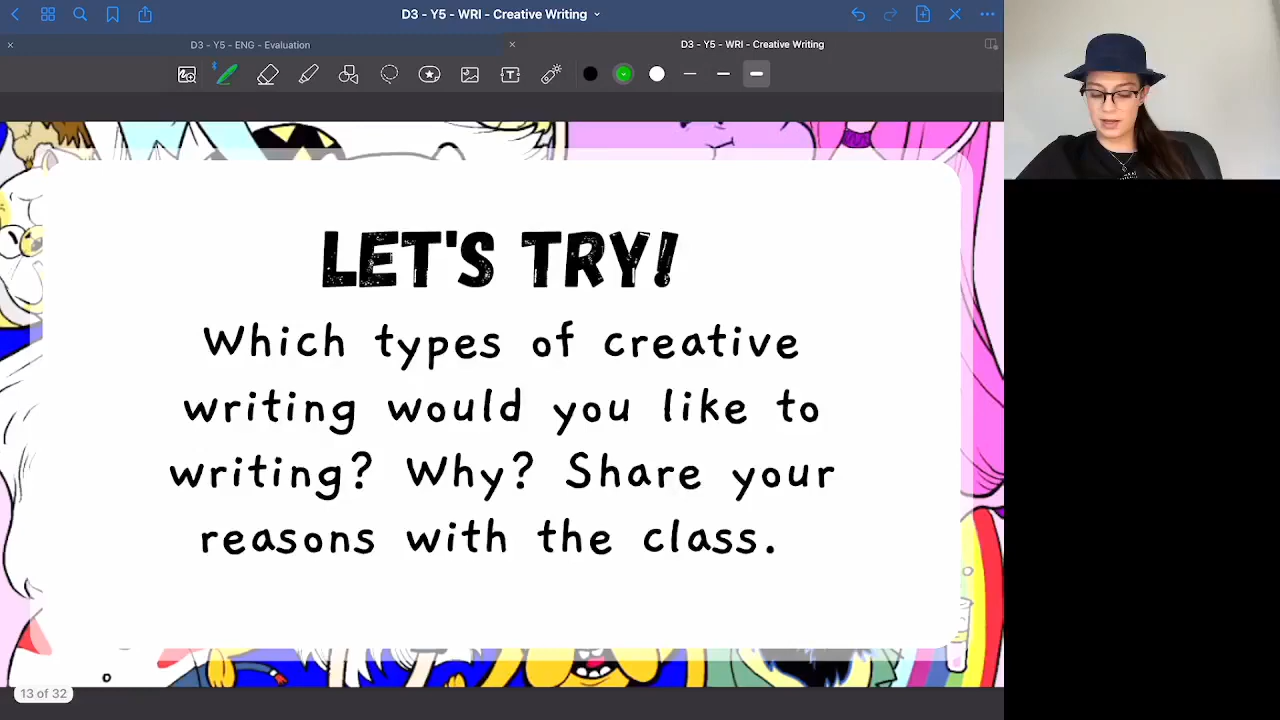 D3 - Y5 - WRI - Creative Writing
D3 - Y5 - ENG - Evaluation
D3 - Y5 - WRI - Creative Writing
LET'S TRY!
Which types of creative
writing would you like to
writing? Why? Share your
reasons with the class.
13 of 32